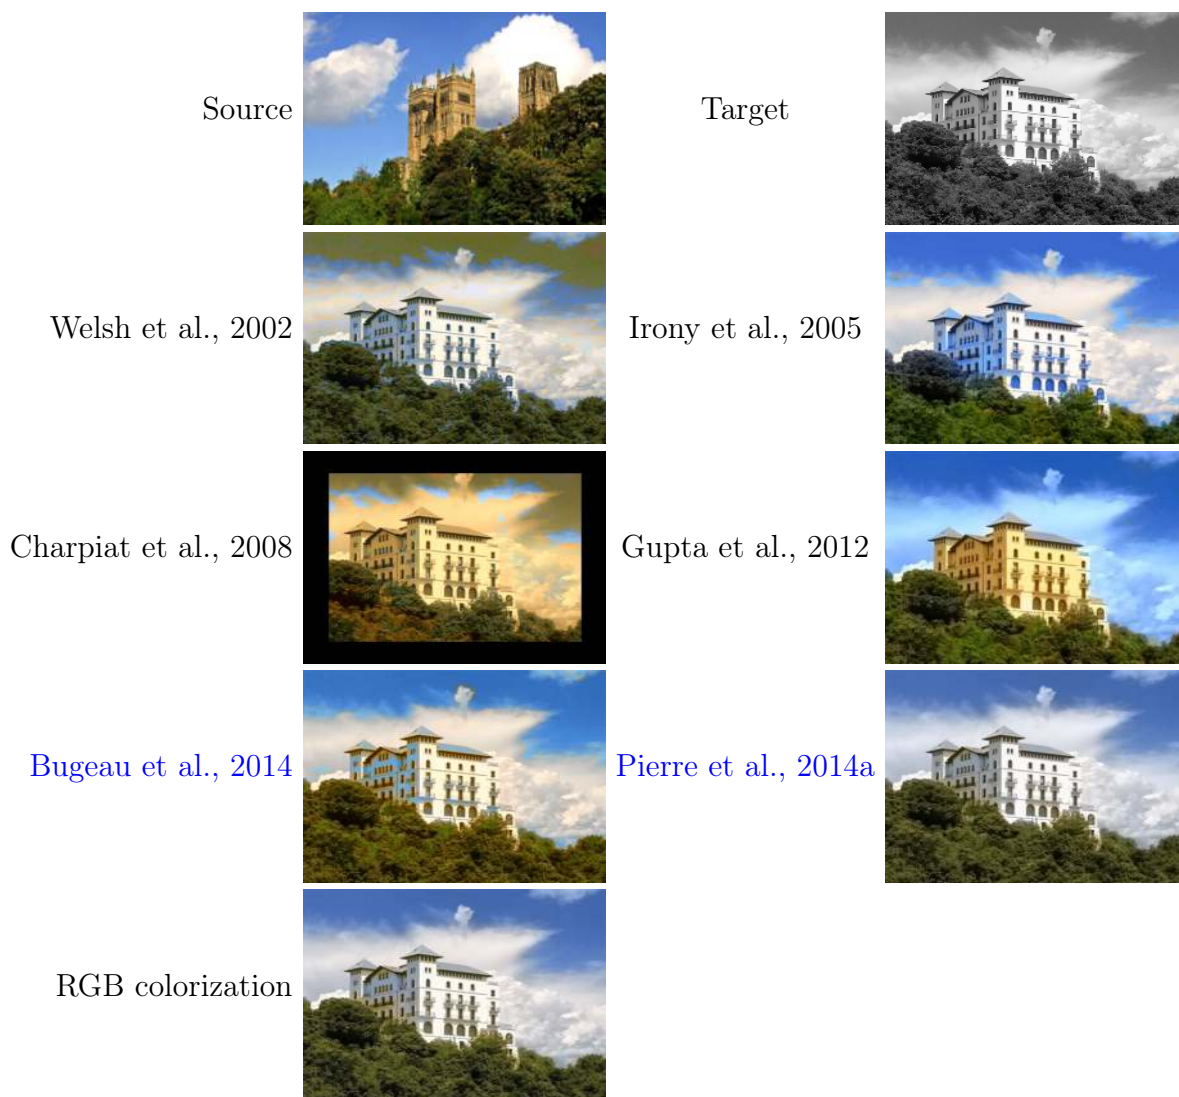 Source
Target
Welsh et al., 2002
Irony et al., 2005
Charpiat et al., 2008
Gupta et al., 2012
Bugeau et al., 2014
Pierre et al., 2014a
RGB colorization